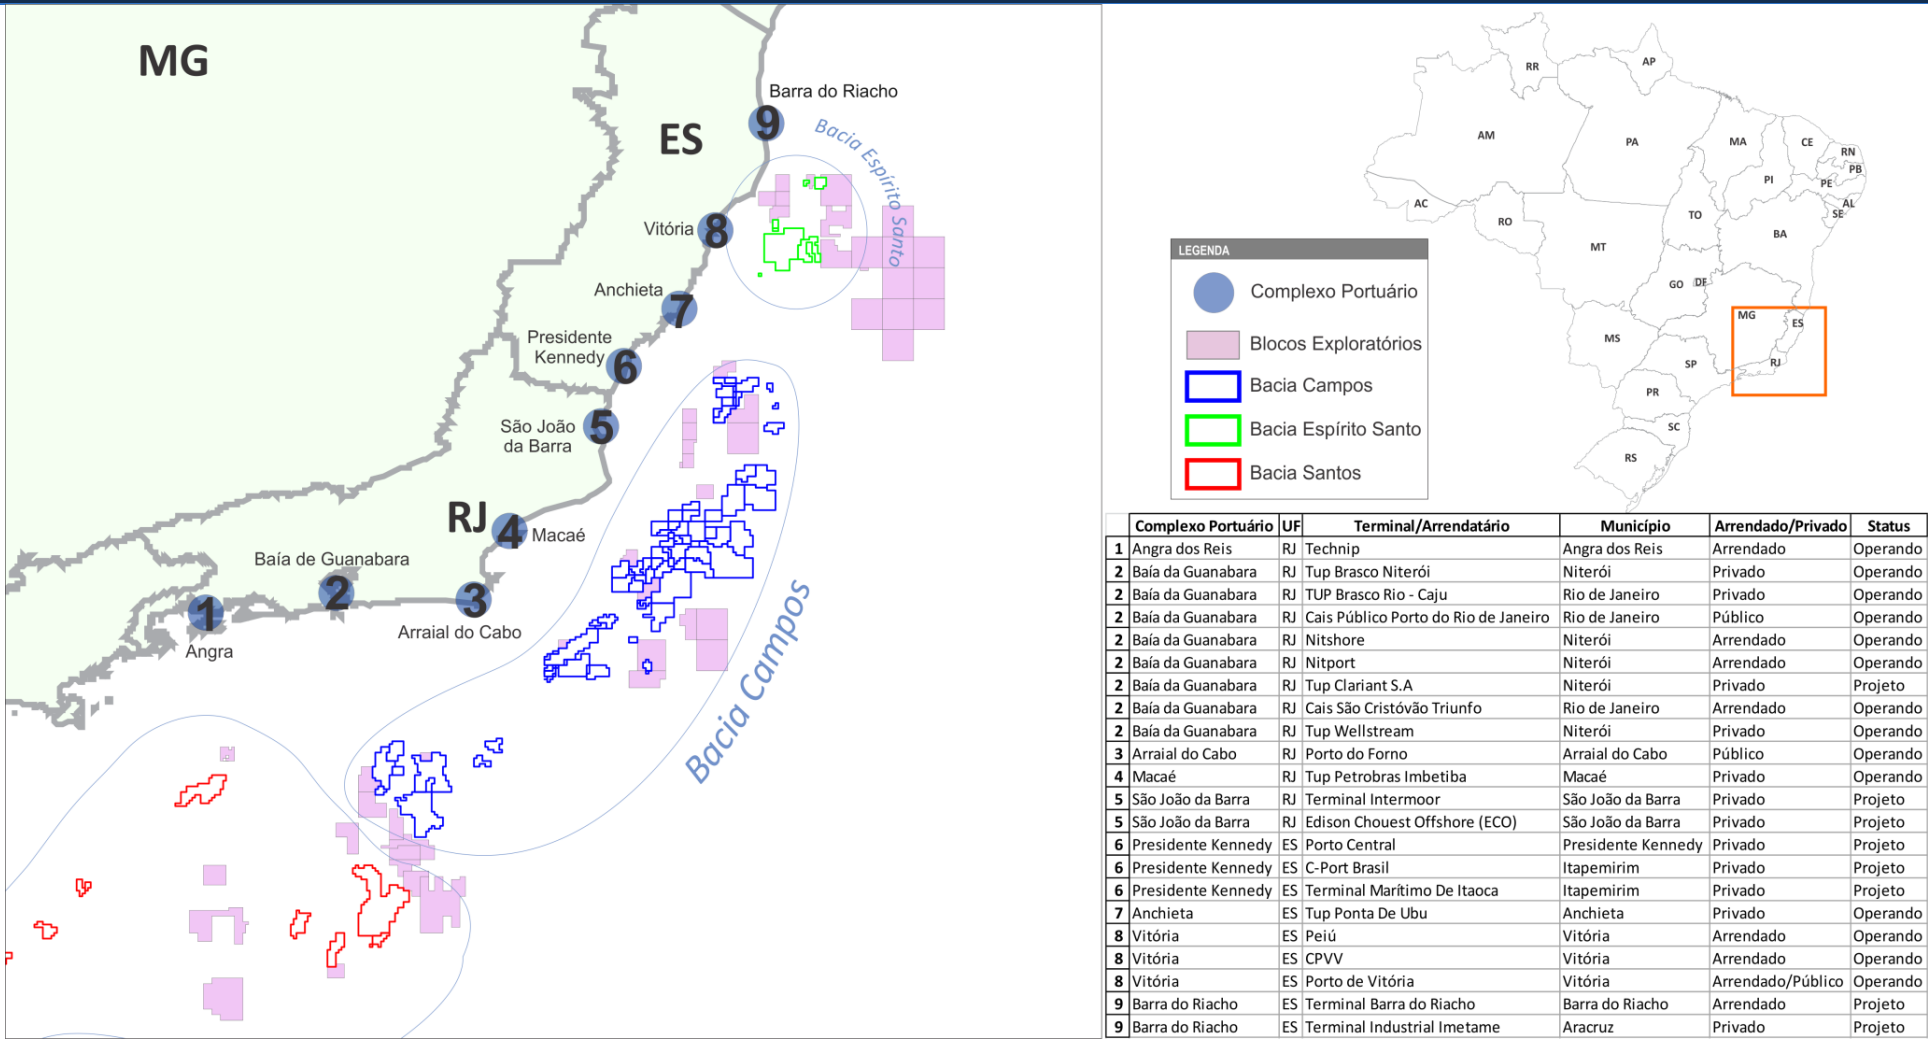 MG
ES
RJ
Barra do Riacho
9
Bacia Espírito Santo
Vitória
8
Anchieta
7
Presidente
Kennedy
6
São João
da Barra
5
4
Macaé
Baía de Guanabara
2
3
Arraial do Cabo
1
Angra
Bacia Campos
RR
AP
AM
PA
MA
CE
RN
PB
PI
PE
AL
SE
AC
RO
TO
BA
MT
GO
DF
MG
ES
MS
SP
RJ
PR
SC
RS
LEGENDA
Complexo Portuário
Blocos Exploratórios
Bacia Campos
Bacia Espírito Santo
Bacia Santos
Complexo Portuário UF Terminal/Arrendatário Município Arrendado/Privado Status
1 Angra dos Reis RJ Technip Angra dos Reis Arrendado Operando
2 Baía da Guanabara RJ Tup Brasco Niterói Niterói Privado Operando
2 Baía da Guanabara RJ TUP Brasco Rio - Caju Rio de Janeiro Privado Operando
2 Baía da Guanabara RJ Cais Público Porto do Rio de Janeiro Rio de Janeiro Público Operando
2 Baía da Guanabara RJ Nitshore Niterói Arrendado Operando
2 Baía da Guanabara RJ Nitport Niterói Arrendado Operando
2 Baía da Guanabara RJ Tup Clariant S.A Niterói Privado Projeto
2 Baía da Guanabara RJ Cais São Cristóvão Triunfo Rio de Janeiro Arrendado Operando
2 Baía da Guanabara RJ Tup Wellstream Niterói Privado Operando
3 Arraial do Cabo RJ Porto do Forno Arraial do Cabo Público Operando
4 Macaé RJ Tup Petrobras Imbetiba Macaé Privado Operando
5 São João da Barra RJ Terminal Intermoor São João da Barra Privado Projeto
5 São João da Barra RJ Edison Chouest Offshore (ECO) São João da Barra Privado Projeto
6 Presidente Kennedy ES Porto Central Presidente Kennedy Privado Projeto
6 Presidente Kennedy ES C-Port Brasil Itapemirim Privado Projeto
6 Presidente Kennedy ES Terminal Marítimo De Itaoca Itapemirim Privado Projeto
7 Anchieta ES Tup Ponta De Ubu Anchieta Privado Operando
8 Vitória ES Peiú Vitória Arrendado Operando
8 Vitória ES CPVV Vitória Arrendado Operando
8 Vitória ES Porto de Vitória Vitória Arrendado/Público Operando
9 Barra do Riacho ES Terminal Barra do Riacho Barra do Riacho Arrendado Projeto
9 Barra do Riacho ES Terminal Industrial Imetame Aracruz Privado Projeto